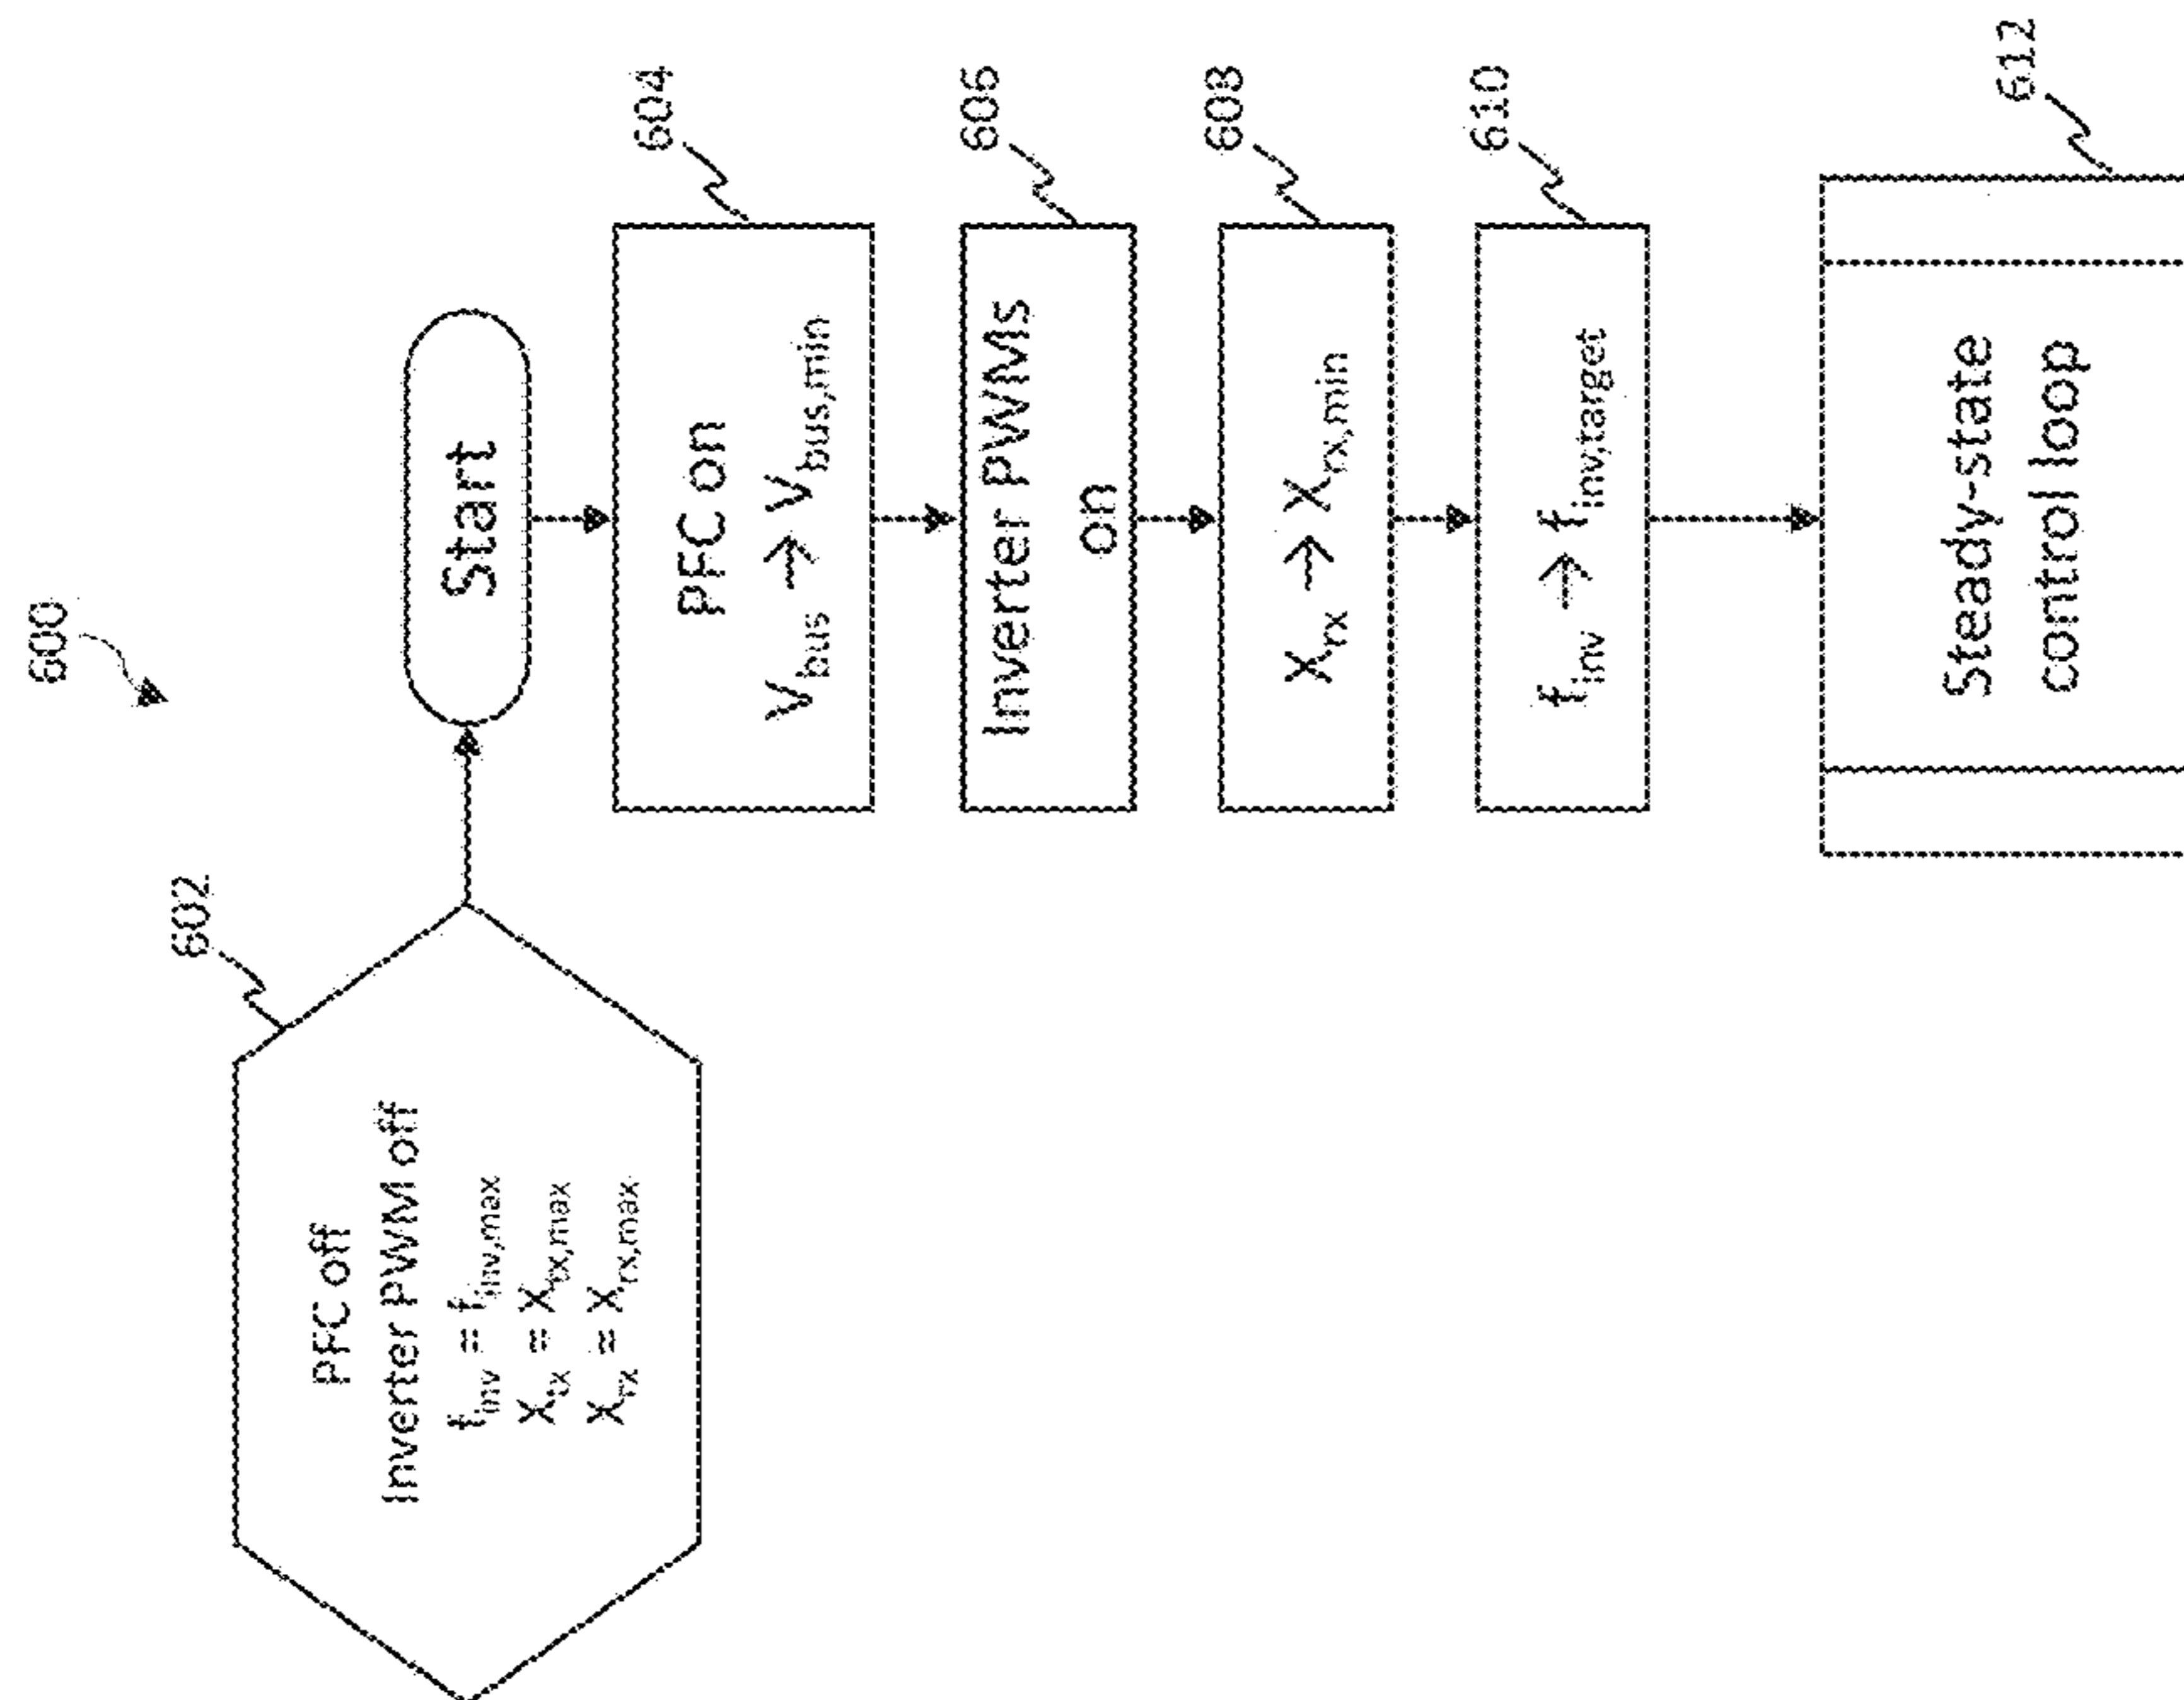 600
602
PFC off
Inverter PWM off
f_inv = f_inv,max
X_tx = X_tx,max
X_rx = X_rx,max
Start
604
PFC on
V_bus → V_bus,min
606
Inverter PWMs
on
608
X_rx → X_rx,min
610
f_inv → f_inv,target
612
Steady-state
control loop